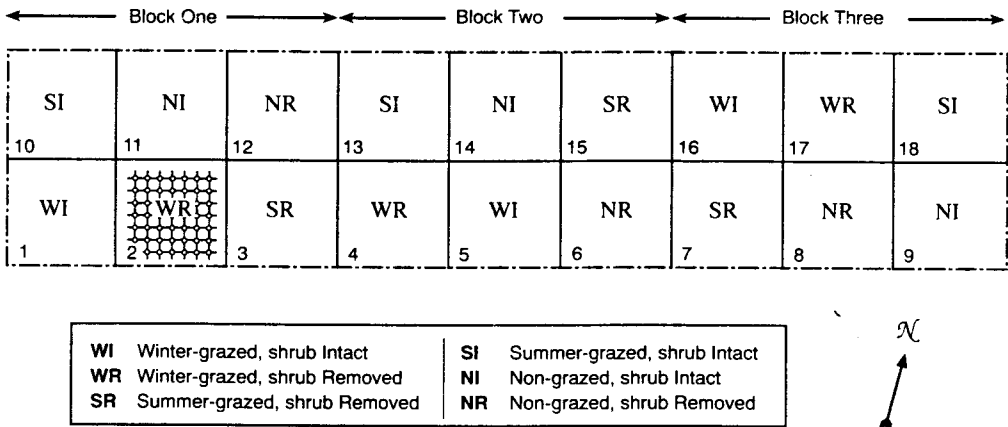 Block One Block Two Block Three
SI NI NR SI NI SR WI WR SI
10 11 12 13 14 15 16 17 18
WI WR SR WR WI NR SR NR NI
1 2 3 4 5 6 7 8 9
N
WI Winter-grazed, shrub Intact
WR Winter-grazed, shrub Removed
SR Summer-grazed, shrub Removed
SI Summer-grazed, shrub Intact
NI Non-grazed, shrub Intact
NR Non-grazed, shrub Removed